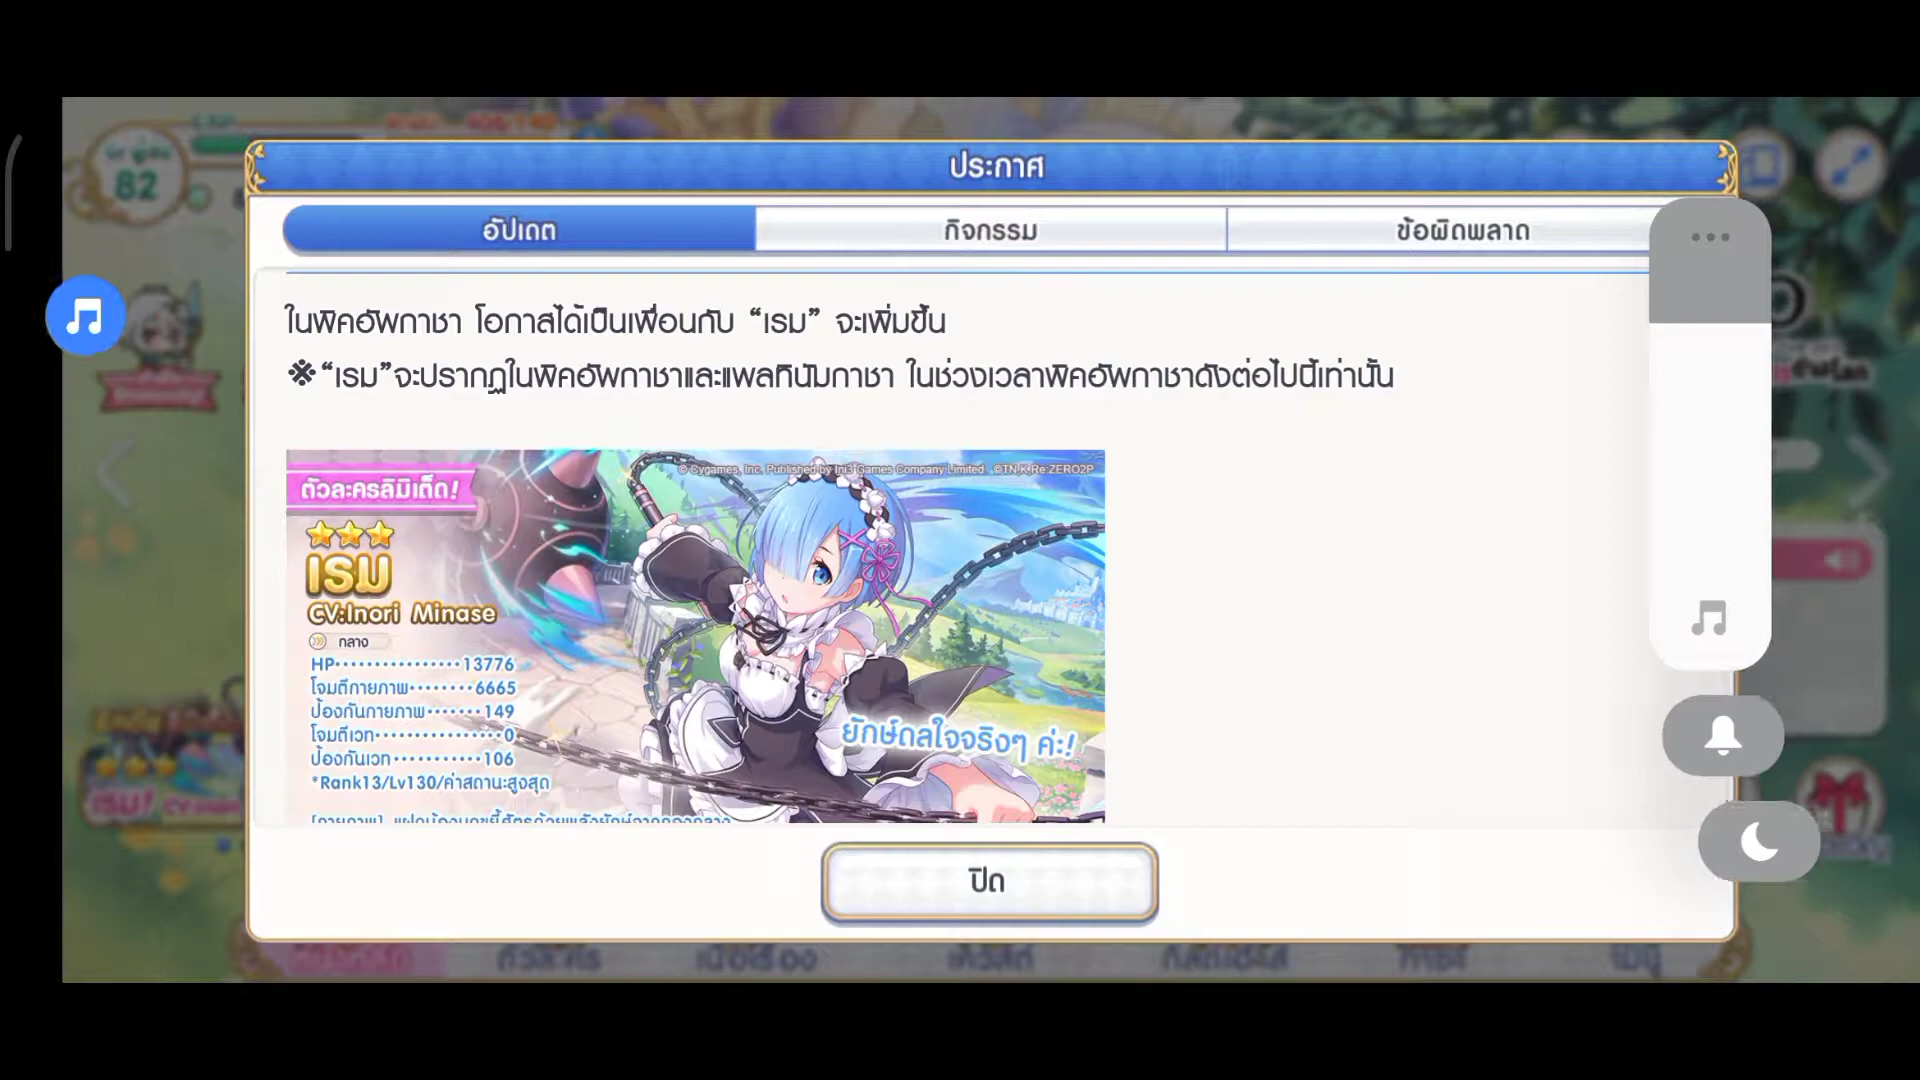 82
ประกาศ
อัปเดต
กิจกรรม
ข้อผิดพลาด
ในพิคอัพกาชา โอกาสได้เป็นเพื่อนกับ “เรม” จะเพิ่มขึ้น
※“เรม”จะปรากฏในพิคอัพกาชาและแพลทินัมกาชา ในช่วงเวลาพิคอัพกาชาดังต่อไปนี้เท่านั้น
© Cygames, Inc. Published by Ini3 Games Company Limited. ©TN,K,Re:ZERO2P
ตัวละครลิมิเต็ด!
เรม
CV:Inori Minase
กลาง
HP················13776
โจมตีกายภาพ········6665
ป้องกันกายภาพ·······149
โจมตีเวท················0
ป้องกันเวท···········106
*Rank13/Lv130/ค่าสถานะสูงสุด
ยักษ์ดลใจจริงๆ ค่ะ!
ปิด